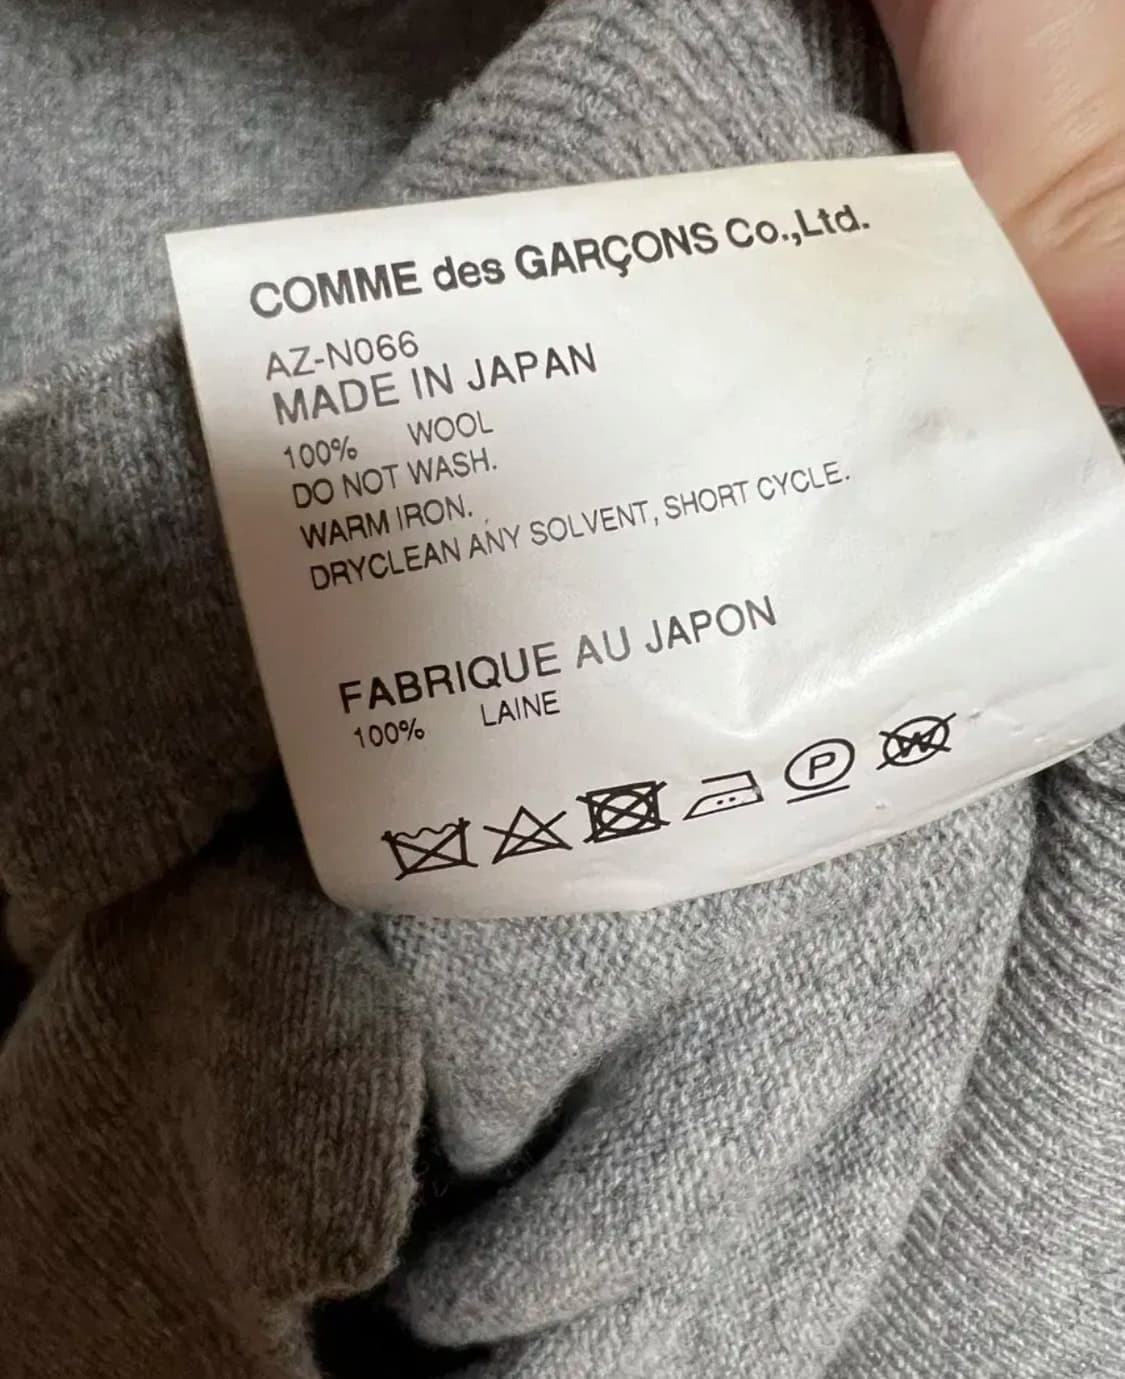 COMME des GARÇONS Co.,Ltd.
AZ-N066
MADE IN JAPAN
100% WOOL
DO NOT WASH.
WARM IRON.
DRYCLEAN ANY SOLVENT, SHORT CYCLE.
FABRIQUE AU JAPON
100% LAINE
P W